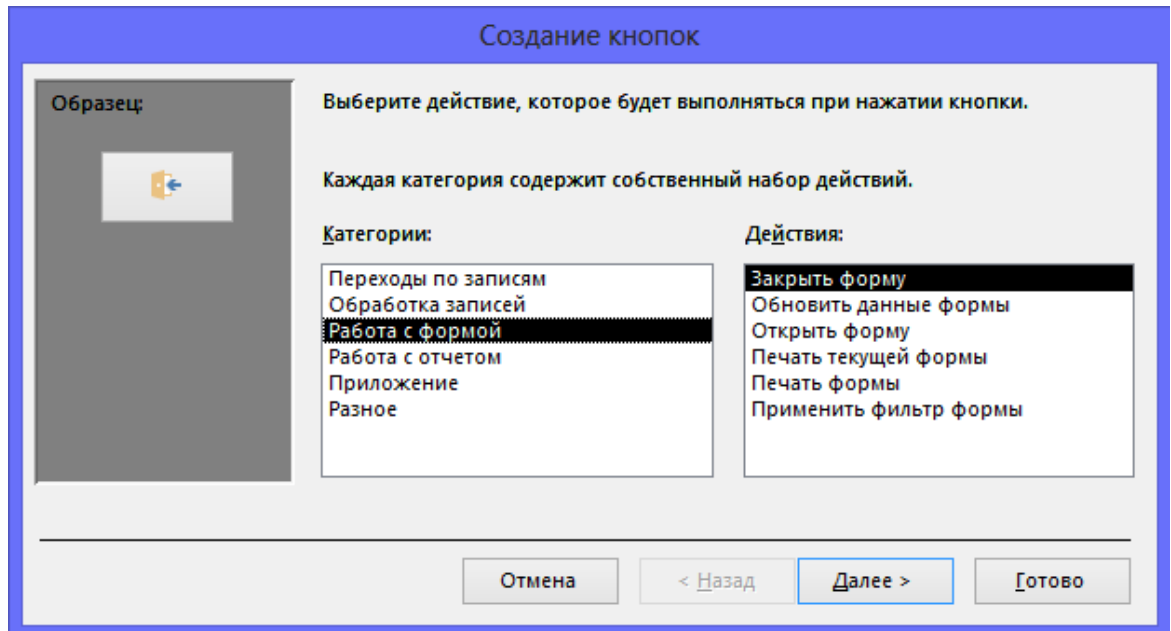 Создание кнопок
Образец:
Выберите действие, которое будет выполняться при нажатии кнопки.
Каждая категория содержит собственный набор действий.
Категории:
Переходы по записям
Обработка записей
Работа с формой
Работа с отчетом
Приложение
Разное
Действия:
Закрыть форму
Обновить данные формы
Открыть форму
Печать текущей формы
Печать формы
Применить фильтр формы
Отмена
< Назад
Далее >
Готово